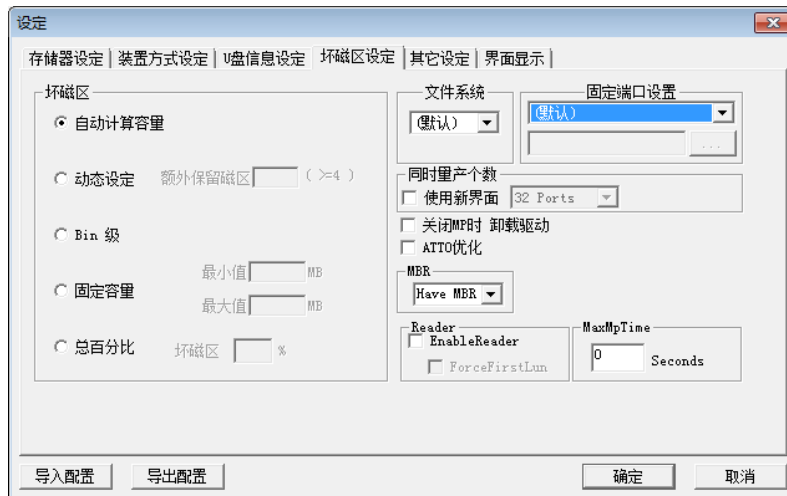 设定
存储器设定 装置方式设定 U盘信息设定 坏磁区设定 其它设定 界面显示
坏磁区
自动计算容量
动态设定 额外保留磁区 ( >=4 )
Bin 级
固定容量
最小值 MB
最大值 MB
总百分比 坏磁区 %
文件系统
(默认)
固定端口设置
(默认)
...
同时量产个数
使用新界面 32 Ports
关闭MP时 卸载驱动
ATTO优化
MBR
Have MBR
Reader
EnableReader
ForceFirstLun
MaxMpTime
0 Seconds
导入配置 导出配置 确定 取消